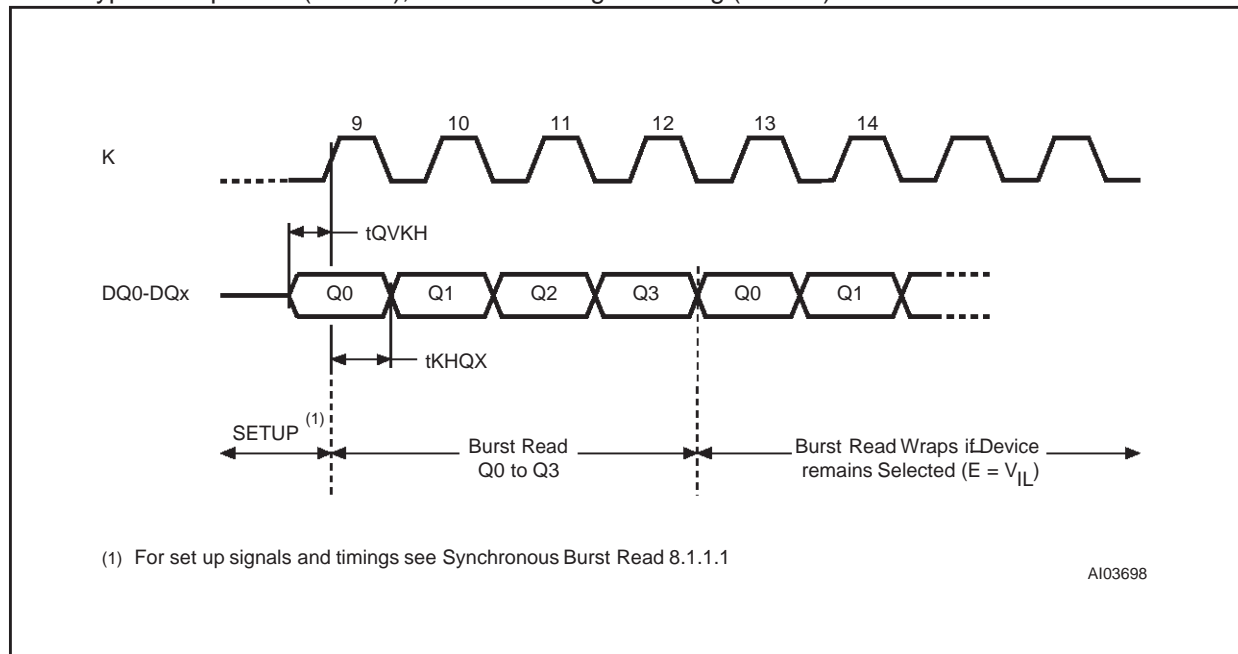 9 10 11 12 13 14
K
tQVKH
DQ0-DQx Q0 Q1 Q2 Q3 Q0 Q1
tKHQX
SETUP (1)
Burst Read
Q0 to Q3
Burst Read Wraps if Device
remains Selected (E = VIL)
(1) For set up signals and timings see Synchronous Burst Read 8.1.1.1
AI03698